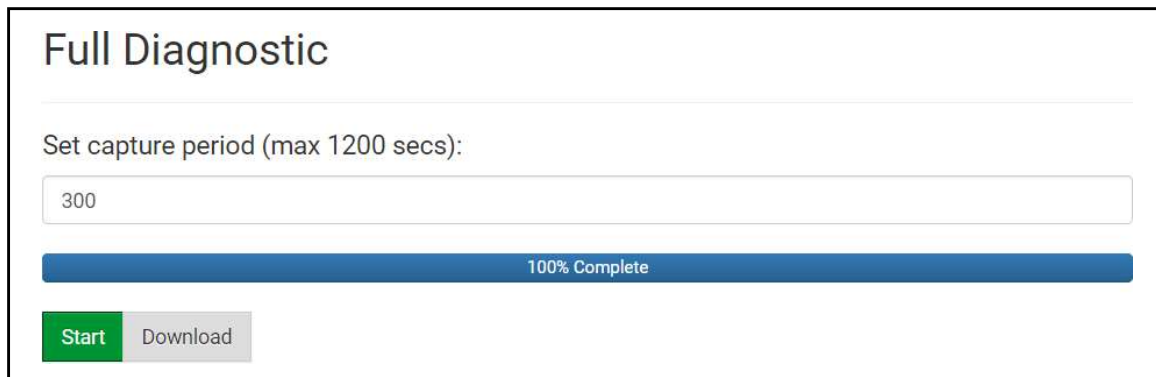 Full Diagnostic
Set capture period (max 1200 secs):
300
100% Complete
Start Download